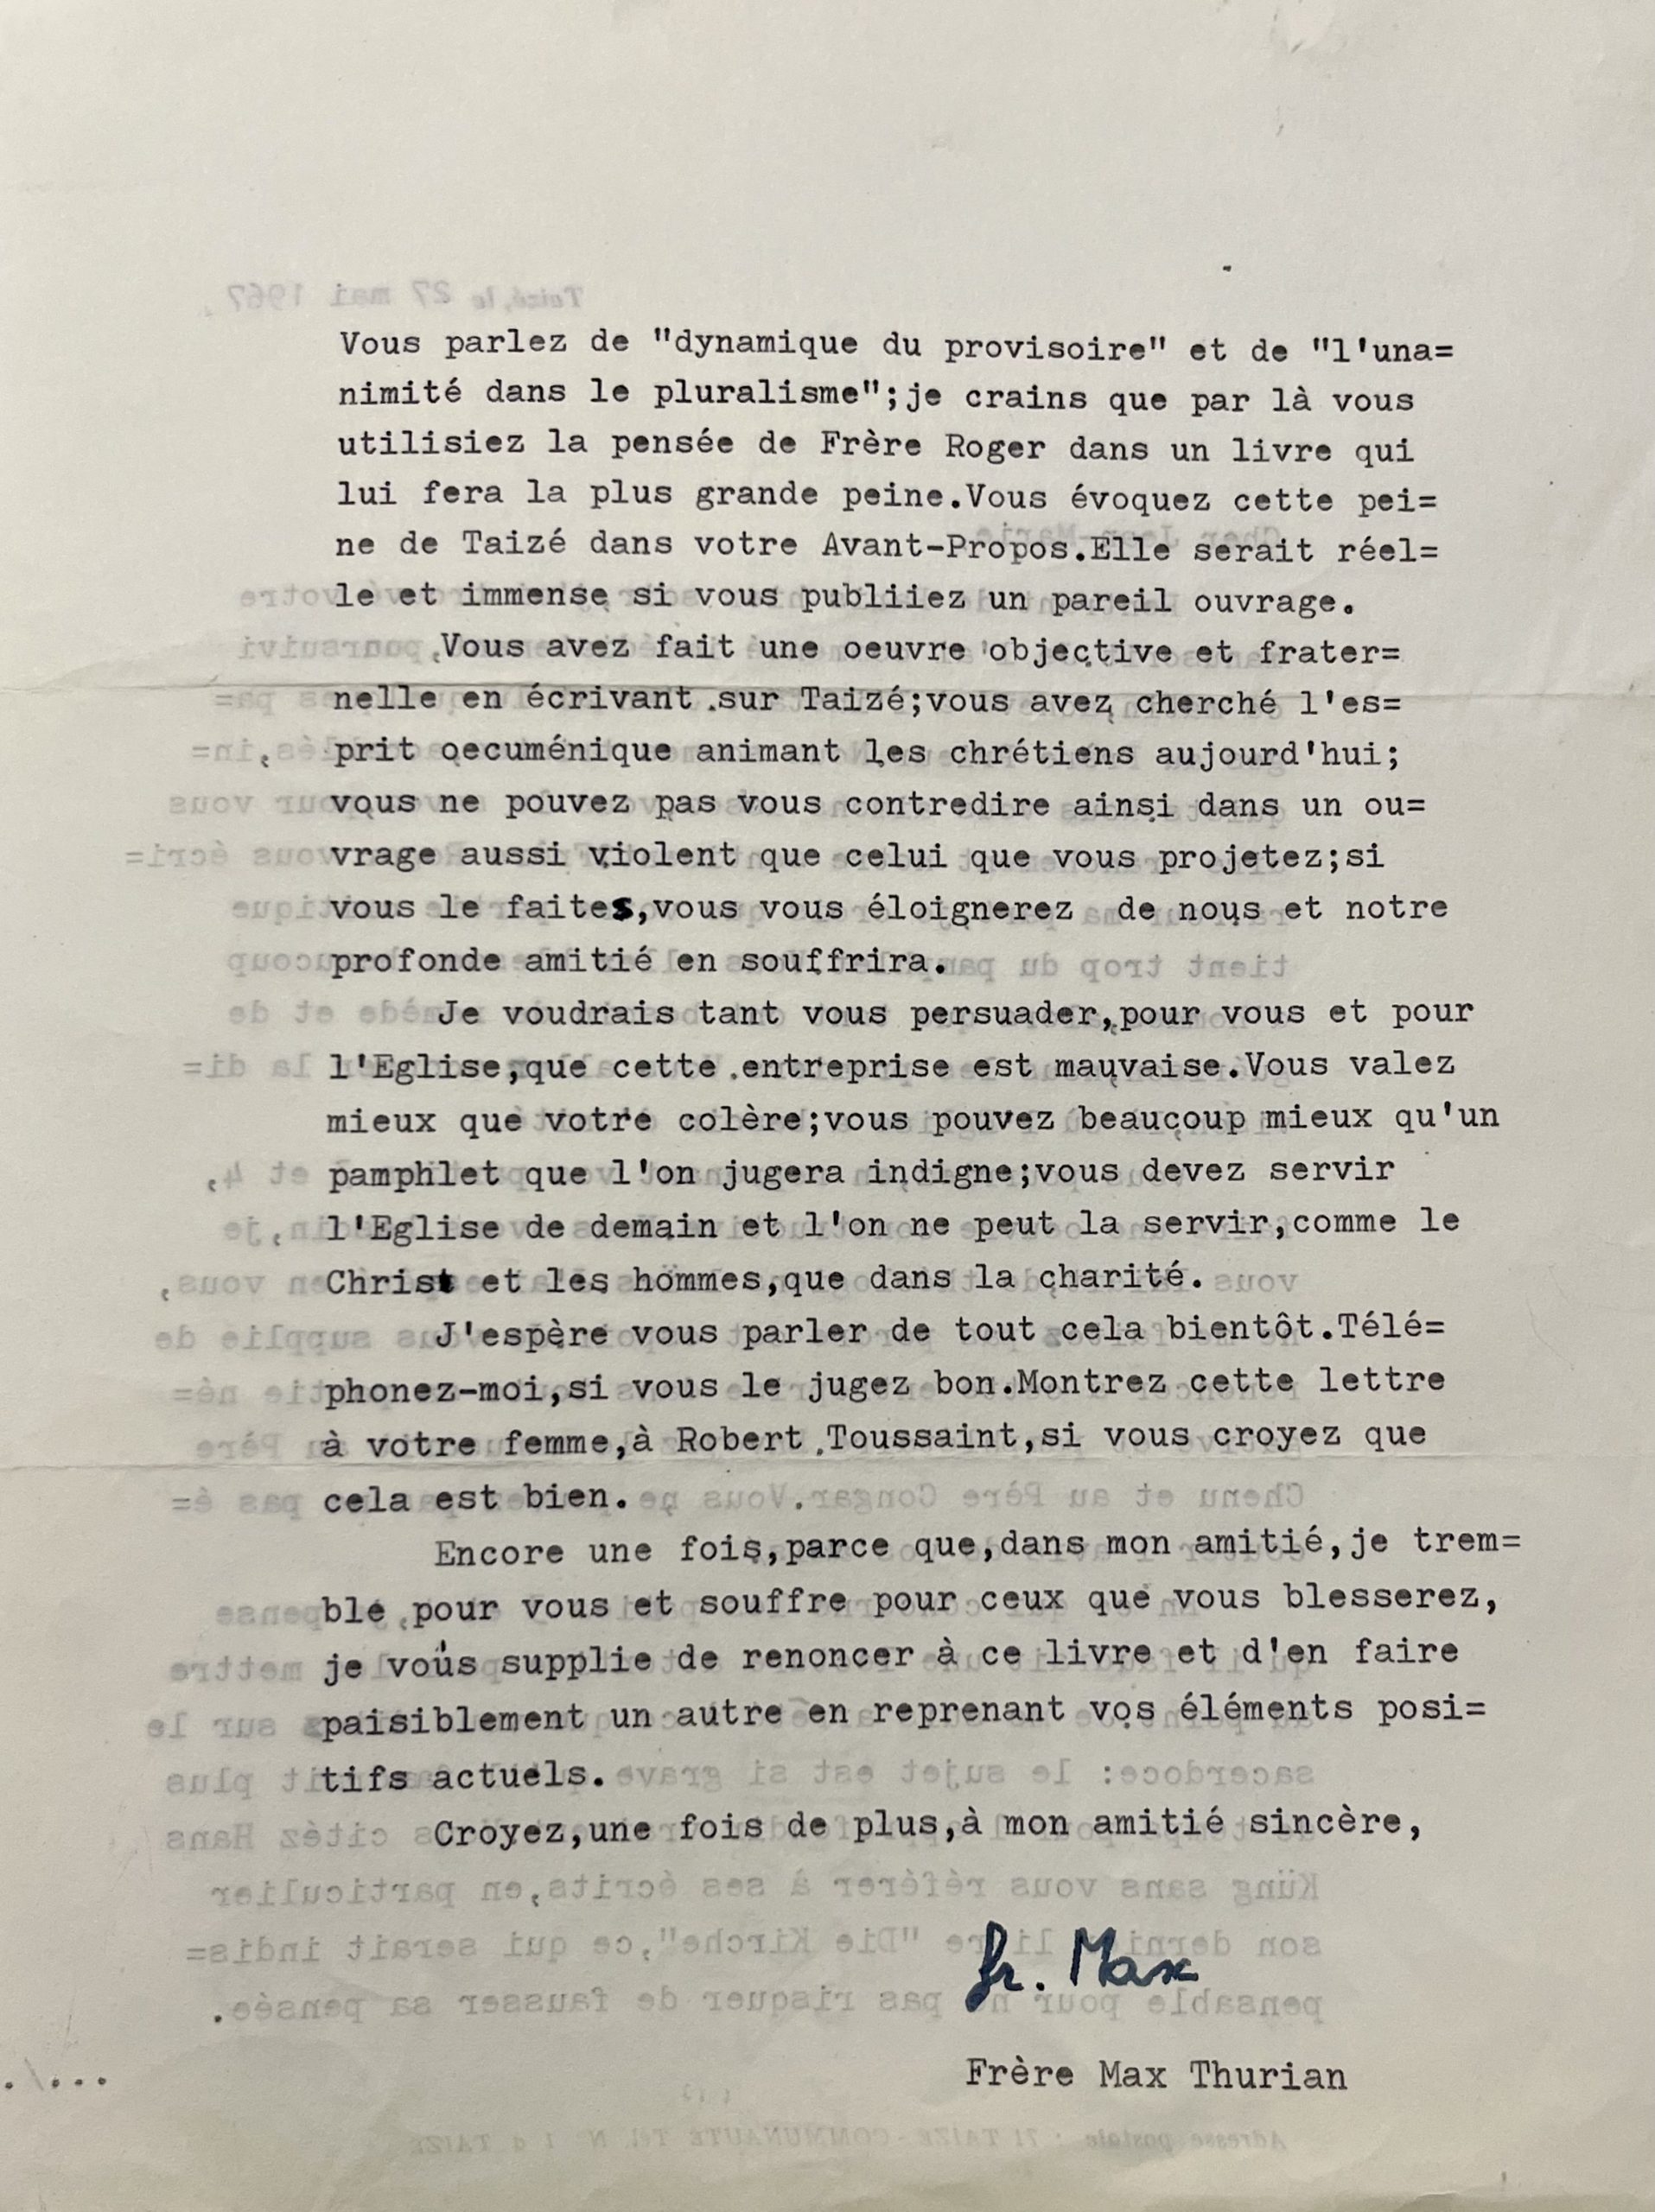 Vous parlez de "dynamique du provisoire" et de "l'una=
nimité dans le pluralisme";je crains que par là vous
utilisiez la pensée de Frère Roger dans un livre qui
lui fera la plus grande peine.Vous évoquez cette pei=
ne de Taizé dans votre Avant-Propos.Elle serait réel=
le et immense si vous publiiez un pareil ouvrage.
Vous avez fait une oeuvre objective et frater=
nelle en écrivant sur Taizé;vous avez cherché l'es=
prit oecuménique animant les chrétiens aujourd'hui;
vous ne pouvez pas vous contredire ainsi dans un ou=
vrage aussi violent que celui que vous projetez;si
vous le faites,vous vous éloignerez de nous et notre
profonde amitié en souffrira.
Je voudrais tant vous persuader,pour vous et pour
l'Eglise,que cette entreprise est mauvaise.Vous valez
mieux que votre colère;vous pouvez beaucoup mieux qu'un
pamphlet que l'on jugera indigne;vous devez servir
l'Eglise de demain et l'on ne peut la servir,comme le
Christ et les hommes,que dans la charité.
J'espère vous parler de tout cela bientôt.Télé=
phonez-moi,si vous le jugez bon.Montrez cette lettre
à votre femme,à Robert Toussaint,si vous croyez que
cela est bien.
Encore une fois,parce que,dans mon amitié,je trem=
ble pour vous et souffre pour ceux que vous blesserez,
je vous supplie de renoncer à ce livre et d'en faire
paisiblement un autre en reprenant vos éléments posi=
tifs actuels.
Croyez,une fois de plus,à mon amitié sincère,
fr. Max
Frère Max Thurian